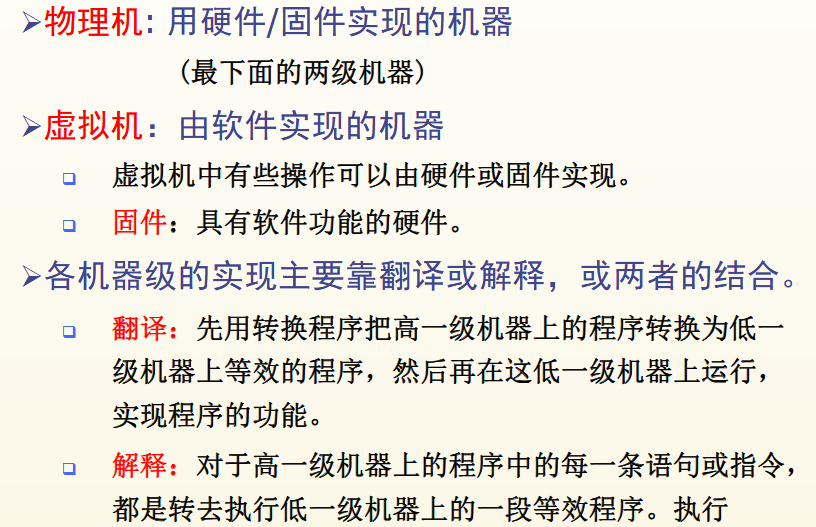 ➢物理机: 用硬件/固件实现的机器
(最下面的两级机器)
➢虚拟机：由软件实现的机器
❑ 虚拟机中有些操作可以由硬件或固件实现。
❑ 固件：具有软件功能的硬件。
➢各机器级的实现主要靠翻译或解释，或两者的结合。
❑ 翻译：先用转换程序把高一级机器上的程序转换为低一
级机器上等效的程序，然后再在这低一级机器上运行，
实现程序的功能。
❑ 解释：对于高一级机器上的程序中的每一条语句或指令，
都是转去执行低一级机器上的一段等效程序。执行